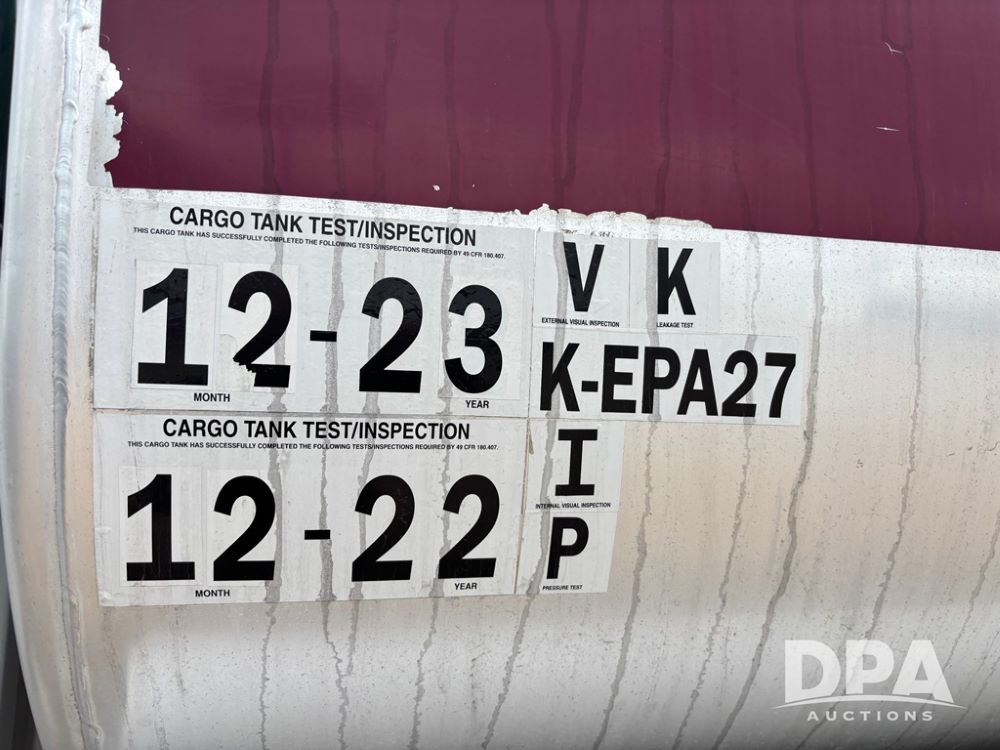 CARGO TANK TEST/INSPECTION
THIS CARGO TANK HAS SUCCESSFULLY COMPLETED THE FOLLOWING TESTS/INSPECTIONS REQUIRED BY 49 CFR 180.407.
12-23
MONTH
YEAR
V
EXTERNAL VISUAL INSPECTION
K
LEAKAGE TEST
K-EPA27
CARGO TANK TEST/INSPECTION
THIS CARGO TANK HAS SUCCESSFULLY COMPLETED THE FOLLOWING TESTS/INSPECTIONS REQUIRED BY 49 CFR 180.407.
12-22
MONTH
YEAR
I
INTERNAL VISUAL INSPECTION
P
PRESSURE TEST
DPA
AUCTIONS